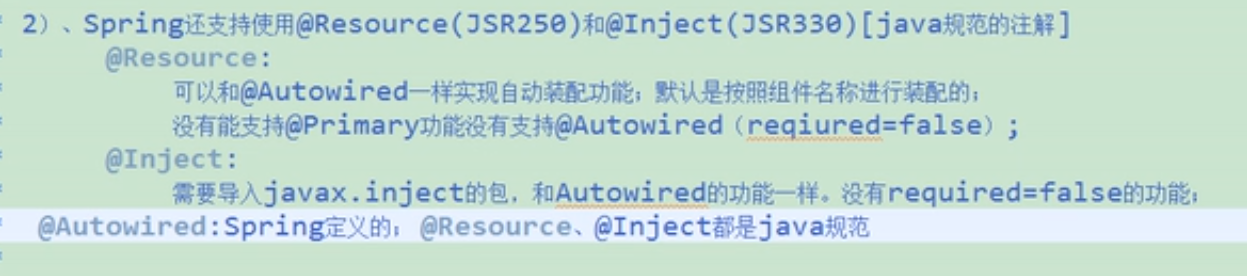 2）、Spring还支持使用@Resource(JSR250)和@Inject(JSR330)[java规范的注解]
@Resource:
可以和@Autowired一样实现自动装配功能；默认是按照组件名称进行装配的；
没有能支持@Primary功能没有支持@Autowired（reqiured=false）;
@Inject:
需要导入javax.inject的包，和Autowired的功能一样。没有required=false的功能；
@Autowired:Spring定义的； @Resource、@Inject都是java规范